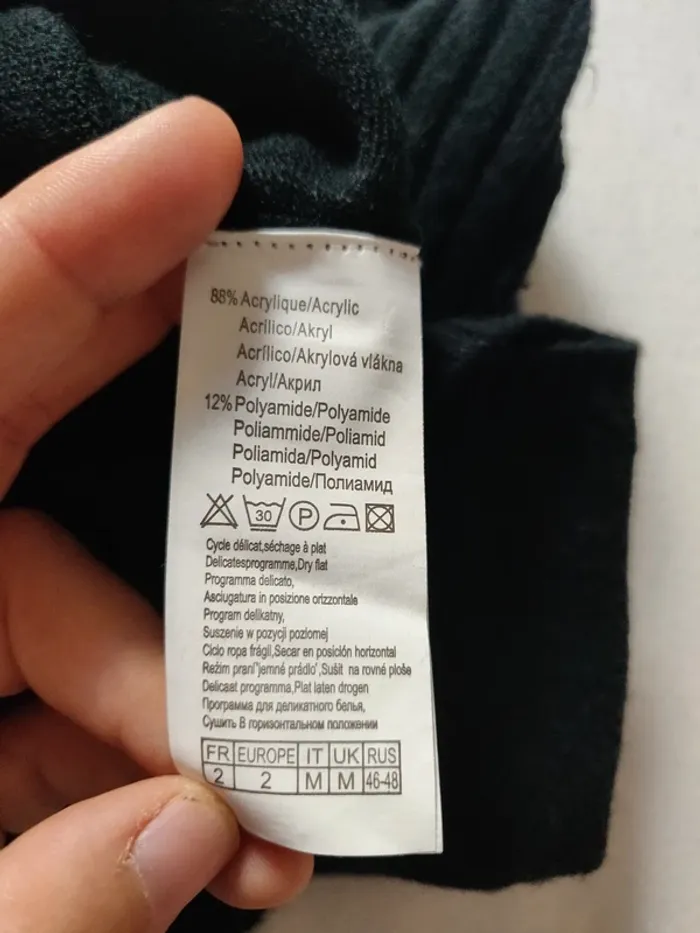 88% Acrylique/Acrylic
Acrílico/Akryl
Acrílico/Akrylová vlákna
Acryl/Акрил
12% Polyamide/Polyamide
Poliammide/Poliamid
Poliamida/Polyamid
Polyamide/Полиамид
30 P
Cycle délicat,séchage à plat
Delicatesprogramme,Dry flat
Programma delicato,
Asciugatura in posizione orizzontale
Program delikatny,
Suszenie w pozycji poziomej
Ciclo ropa frágil,Secar en posición horizontal
Režim praní"jemné prádlo",Sušit na rovné ploše
Delicaat programma,Plat laten drogen
Программа для деликатного белья,
Сушить В горизонтальном положении
FR EUROPE IT UK RUS
2 2 M M 46-48